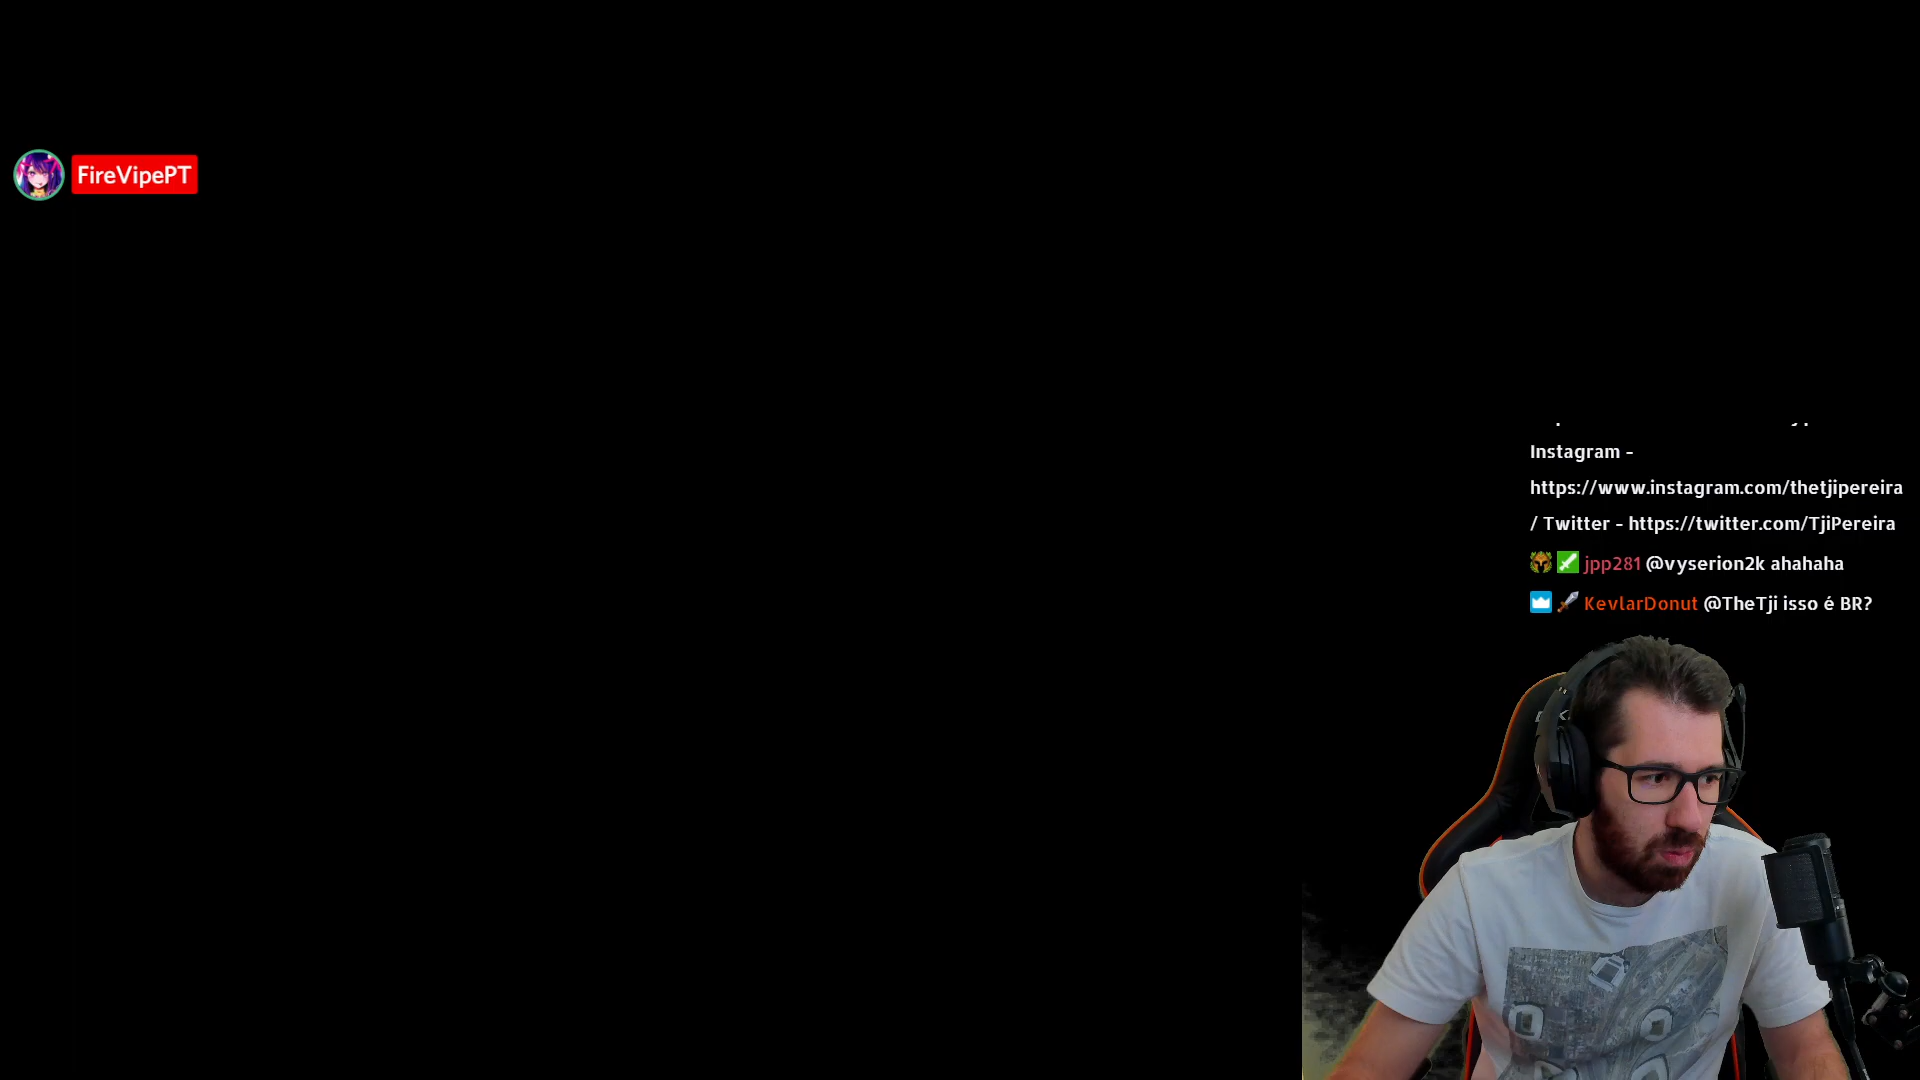 FireVipePT
Instagram -
https://www.instagram.com/thetjipereira
/ Twitter - https://twitter.com/TjiPereira
jpp281 @vyserion2k ahahaha
KevlarDonut @TheTji isso é BR?